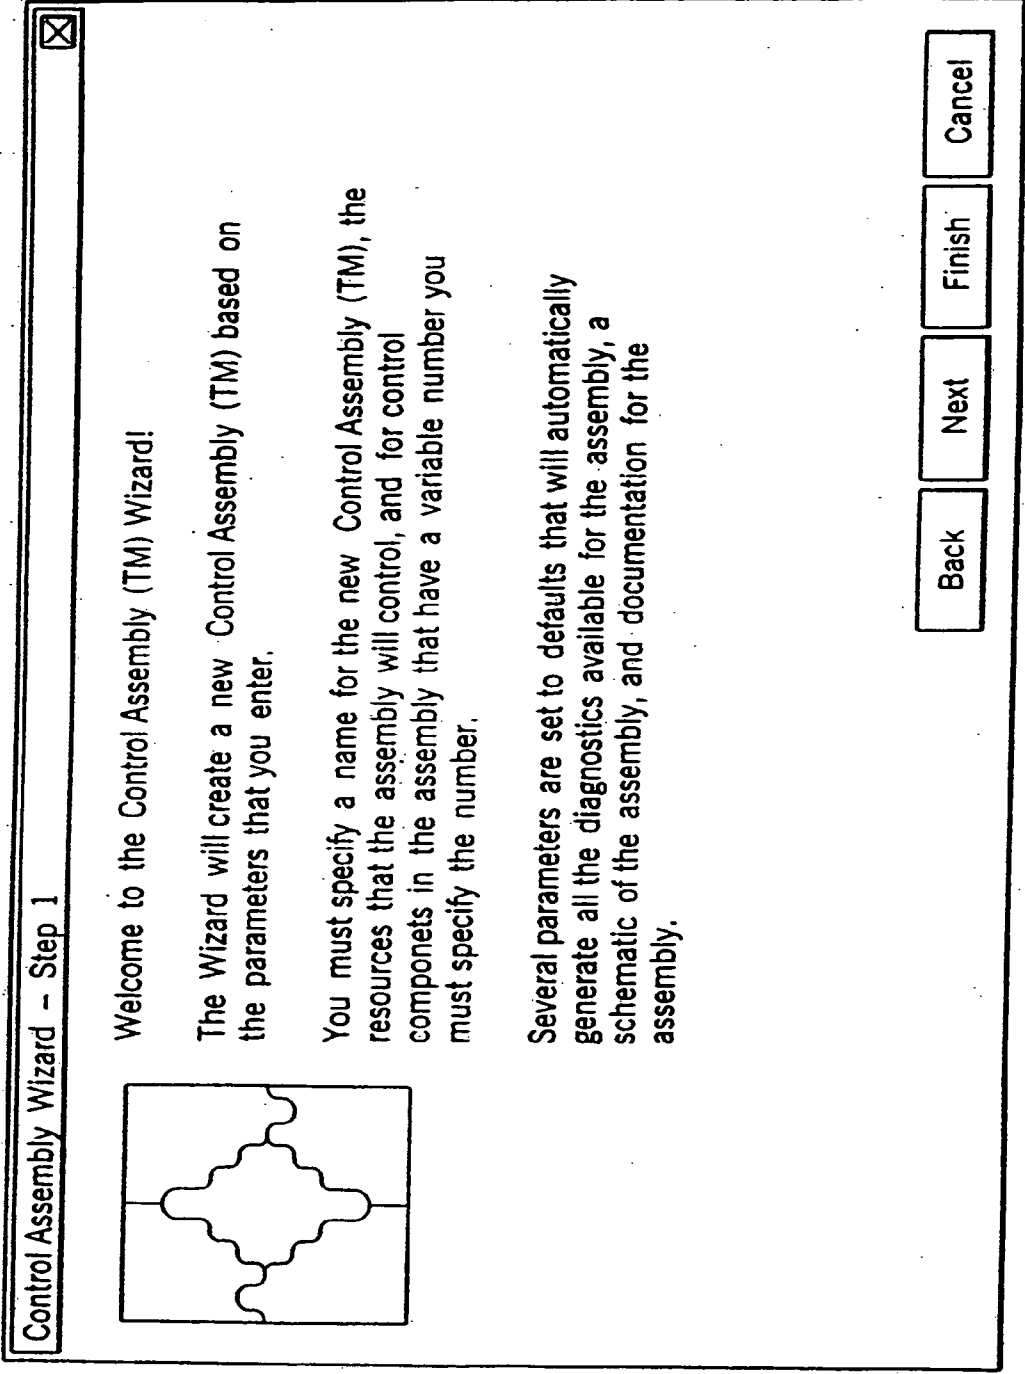 Control Assembly Wizard – Step 1
Welcome to the Control Assembly (TM) Wizard!
The Wizard will create a new Control Assembly (TM) based on
the parameters that you enter.
You must specify a name for the new Control Assembly (TM), the
resources that the assembly will control, and for control
componets in the assembly that have a variable number you
must specify the number.
Several parameters are set to defaults that will automatically
generate all the diagnostics available for the assembly, a
schematic of the assembly, and documentation for the
assembly.
Back
Next
Finish
Cancel